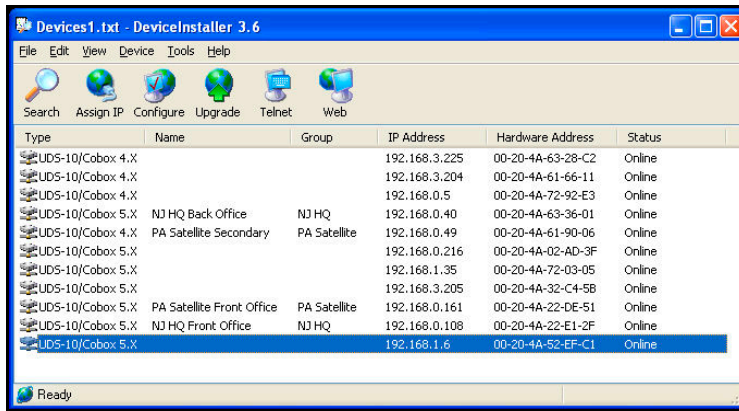 Devices1.txt - DeviceInstaller 3.6
File Edit View Device Tools Help
Search Assign IP Configure Upgrade Telnet Web
Type Name Group IP Address Hardware Address Status
UDS-10/Cobox 4.X 192.168.3.225 00-20-4A-63-28-C2 Online
UDS-10/Cobox 4.X 192.168.3.204 00-20-4A-61-66-11 Online
UDS-10/Cobox 4.X 192.168.0.5 00-20-4A-72-92-E3 Online
UDS-10/Cobox 5.X NJ HQ Back Office NJ HQ 192.168.0.40 00-20-4A-63-36-01 Online
UDS-10/Cobox 4.X PA Satellite Secondary PA Satellite 192.168.0.49 00-20-4A-61-90-06 Online
UDS-10/Cobox 5.X 192.168.0.216 00-20-4A-02-AD-3F Online
UDS-10/Cobox 5.X 192.168.1.35 00-20-4A-72-03-05 Online
UDS-10/Cobox 5.X 192.168.3.205 00-20-4A-32-C4-5B Online
UDS-10/Cobox 5.X PA Satellite Front Office PA Satellite 192.168.0.161 00-20-4A-22-DE-51 Online
UDS-10/Cobox 5.X NJ HQ Front Office NJ HQ 192.168.0.108 00-20-4A-22-E1-2F Online
UDS-10/Cobox 5.X 192.168.1.6 00-20-4A-52-EF-C1 Online
Ready